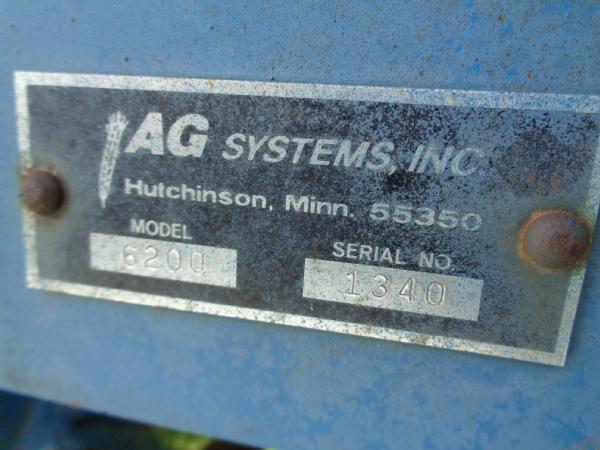 AG SYSTEMS, INC.
Hutchinson, Minn. 55350
MODEL
6200
SERIAL NO.
1340